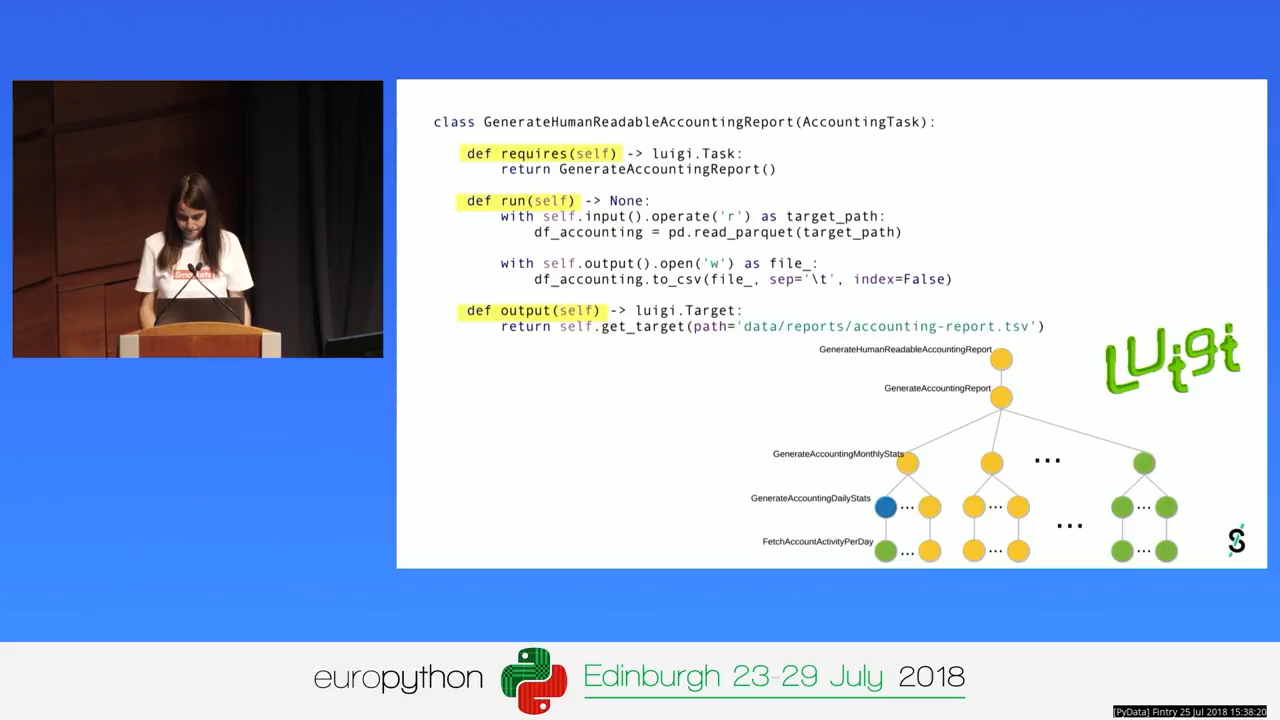 class GenerateHumanReadableAccountingReport(AccountingTask):
def requires(self) -> luigi.Task:
return GenerateAccountingReport()
def run(self) -> None:
with self.input().operate('r') as target_path:
df_accounting = pd.read_parquet(target_path)
with self.output().open('w') as file_:
df_accounting.to_csv(file_, sep='\t', index=False)
def output(self) -> luigi.Target:
return self.get_target(path='data/reports/accounting-report.tsv')
GenerateHumanReadableAccountingReport
GenerateAccountingReport
Luigi
GenerateAccountingMonthlyStats
...
GenerateAccountingDailyStats
... ... ...
...
FetchAccountActivityPerDay
... ... ...
S
Smarkets
europython Edinburgh 23-29 July 2018
[PyData] Fintry 25 Jul 2018 15:38:20